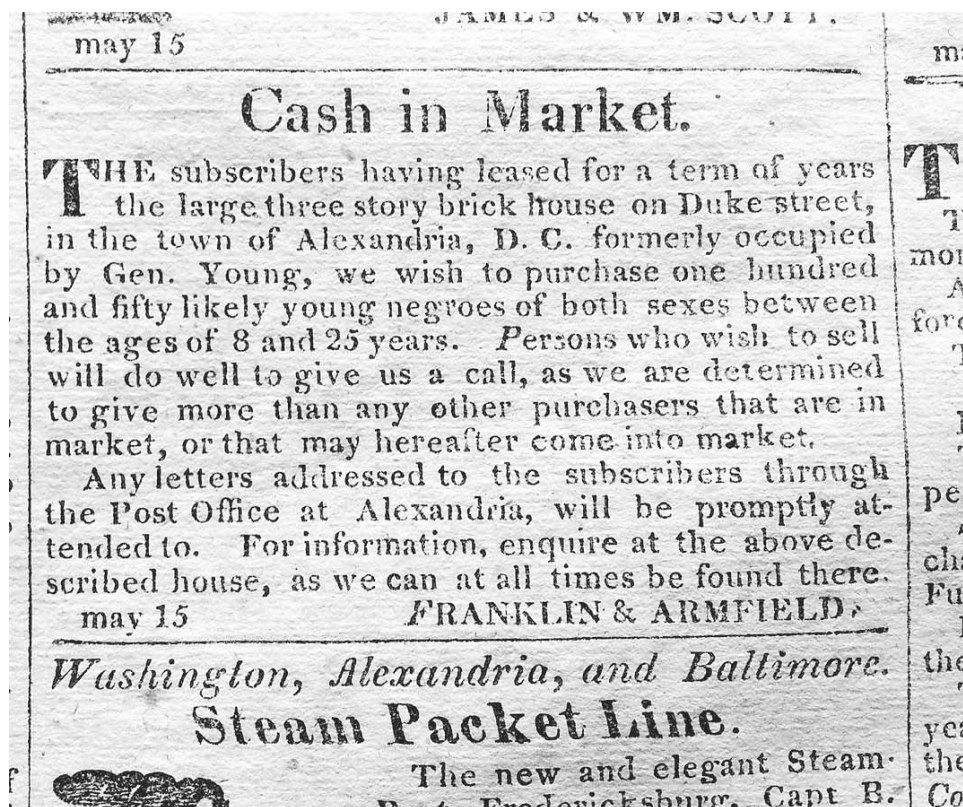 JAMES & WM. SCOTT.
may 15
Cash in Market.
THE subscribers having leased for a term of years
the large three story brick house on Duke street,
in the town of Alexandria, D. C. formerly occupied
by Gen. Young, we wish to purchase one hundred
and fifty likely young negroes of both sexes between
the ages of 8 and 25 years. Persons who wish to sell
will do well to give us a call, as we are determined
to give more than any other purchasers that are in
market, or that may hereafter come into market.
Any letters addressed to the subscribers through
the Post Office at Alexandria, will be promptly at-
tended to. For information, enquire at the above de-
scribed house, as we can at all times be found there.
may 15 FRANKLIN & ARMFIELD.
Washington, Alexandria, and Baltimore.
Steam Packet Line.
The new and elegant Steam-
Boat Fredericksburg, Capt B.